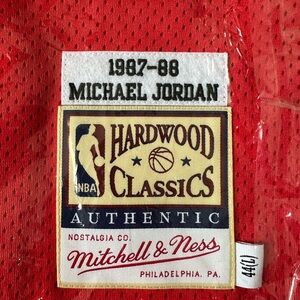 1987-88
MICHAEL JORDAN
HARDWOOD
CLASSICS
NBA
AUTHENTIC
NOSTALGIA CO.
Mitchell & Ness
PHILADELPHIA, PA.
44(L)